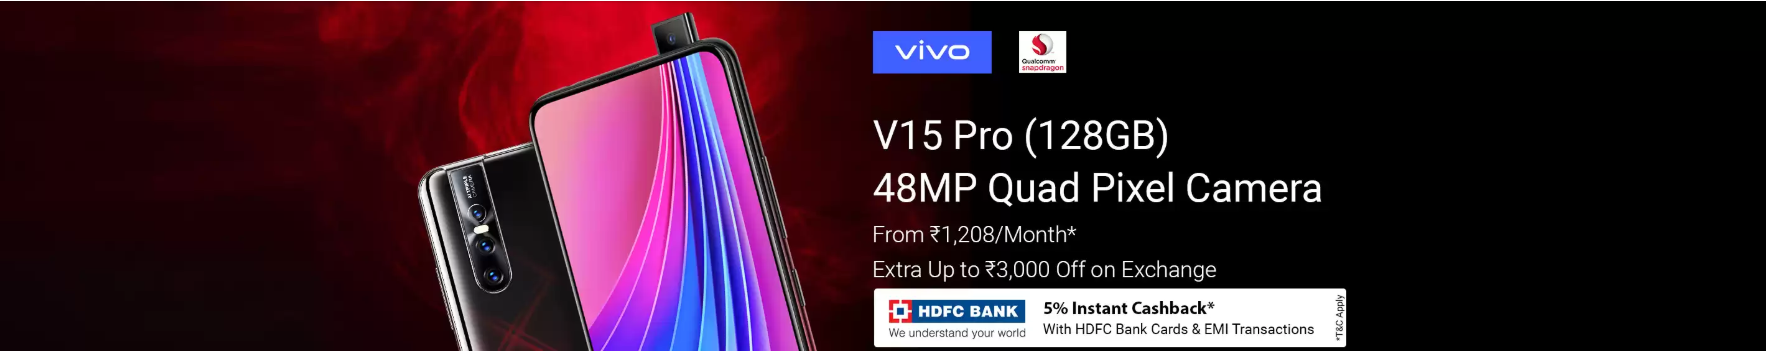 vivo
Qualcomm
snapdragon
V15 Pro (128GB)
48MP Quad Pixel Camera
From ₹1,208/Month*
Extra Up to ₹3,000 Off on Exchange
HDFC BANK
We understand your world
5% Instant Cashback*
With HDFC Bank Cards & EMI Transactions
*T&C Apply